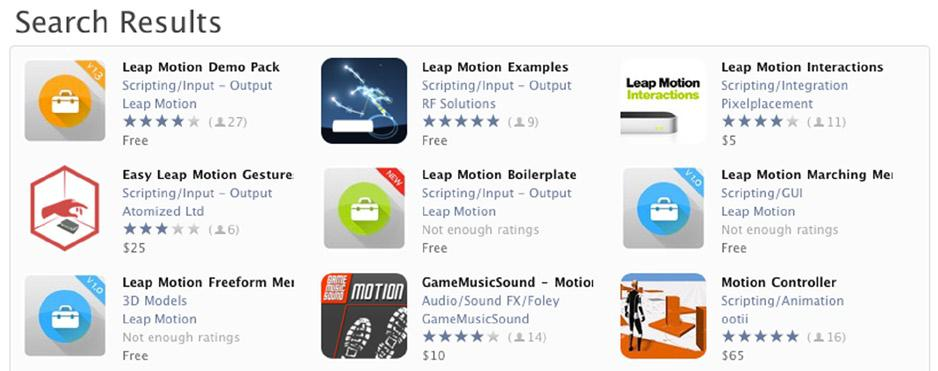 Search Results
V1.3
Leap Motion Demo Pack
Scripting/Input - Output
Leap Motion
(27)
Free
Leap Motion Examples
Scripting/Input - Output
RF Solutions
(9)
Free
Leap Motion
Interactions
Leap Motion Interactions
Scripting/Integration
Pixelplacement
(11)
$5
Easy Leap Motion Gesture
Scripting/Input - Output
Atomized Ltd
(6)
$25
NEW
Leap Motion Boilerplate
Scripting/Input - Output
Leap Motion
Not enough ratings
Free
V1.0
Leap Motion Marching Me
Scripting/GUI
Leap Motion
Not enough ratings
Free
V1.0
Leap Motion Freeform Mer
3D Models
Leap Motion
Not enough ratings
Free
GAME
MUSIC
SOUND
MOTION
GameMusicSound - Motion
Audio/Sound FX/Foley
GameMusicSound
(14)
$10
Motion Controller
Scripting/Animation
ootii
(16)
$65